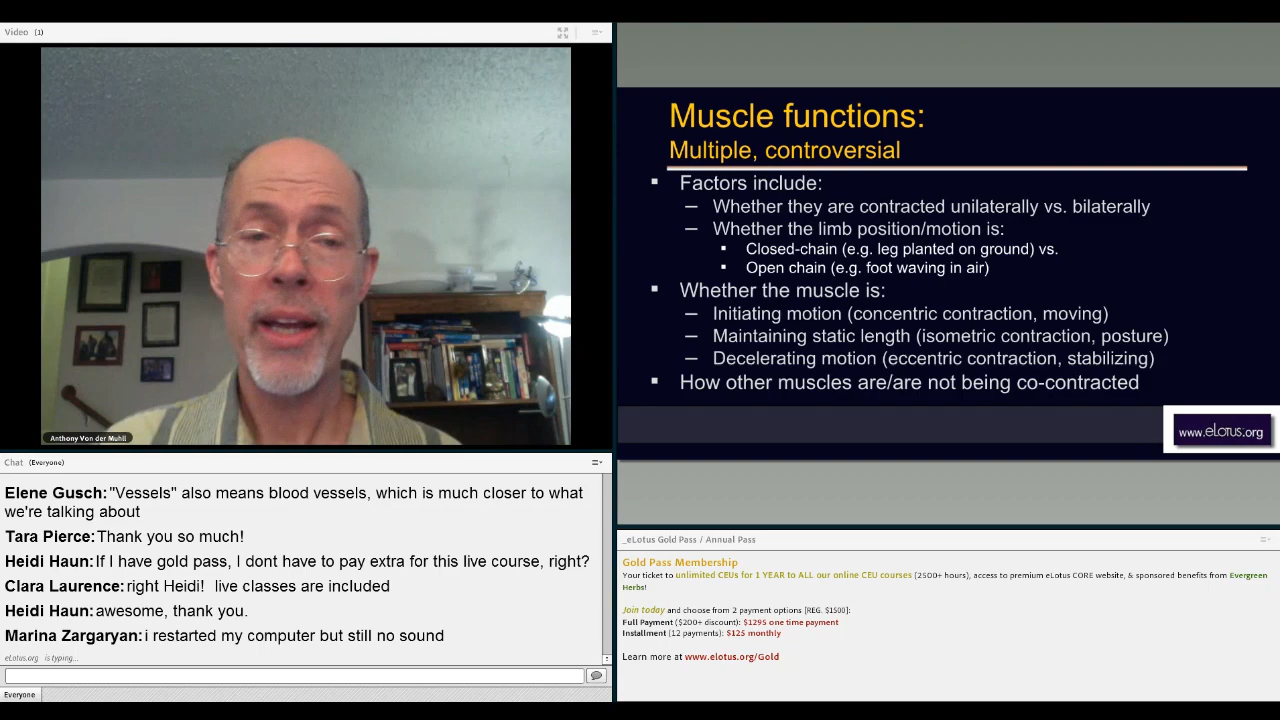 Video (1)
Anthony Von der Muhll
Chat (Everyone)
Elene Gusch: "Vessels" also means blood vessels, which is much closer to what
we're talking about
Tara Pierce: Thank you so much!
Heidi Haun: If I have gold pass, I dont have to pay extra for this live course, right?
Clara Laurence: right Heidi! live classes are included
Heidi Haun: awesome, thank you.
Marina Zargaryan: i restarted my computer but still no sound
eLotus.org is typing...
Everyone
Muscle functions:
Multiple, controversial
▪ Factors include:
– Whether they are contracted unilaterally vs. bilaterally
– Whether the limb position/motion is:
▪ Closed-chain (e.g. leg planted on ground) vs.
▪ Open chain (e.g. foot waving in air)
▪ Whether the muscle is:
– Initiating motion (concentric contraction, moving)
– Maintaining static length (isometric contraction, posture)
– Decelerating motion (eccentric contraction, stabilizing)
▪ How other muscles are/are not being co-contracted
www.eLotus.org
_eLotus Gold Pass / Annual Pass
Gold Pass Membership
Your ticket to unlimited CEUs for 1 YEAR to ALL our online CEU courses (2500+ hours), access to premium eLotus CORE website, & sponsored benefits from Evergreen
Herbs!
Join today and choose from 2 payment options [REG. $1500]:
Full Payment ($200+ discount): $1295 one time payment
Installment (12 payments): $125 monthly
Learn more at www.elotus.org/Gold